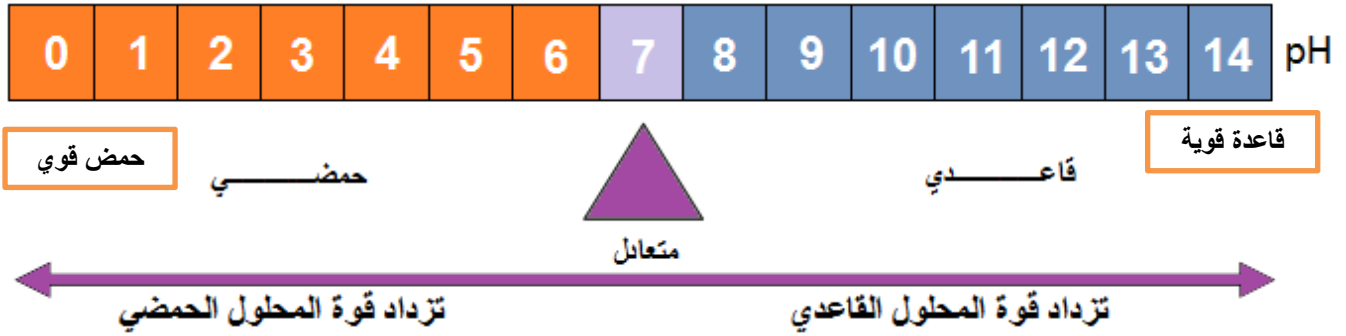 0 1 2 3 4 5 6 7 8 9 10 11 12 13 14 pH
قاعدة قوية
حمض قوي
قاعـــــــدي
حمضـــــــي
متعادل
تزداد قوة المحلول القاعدي
تزداد قوة المحلول الحمضي